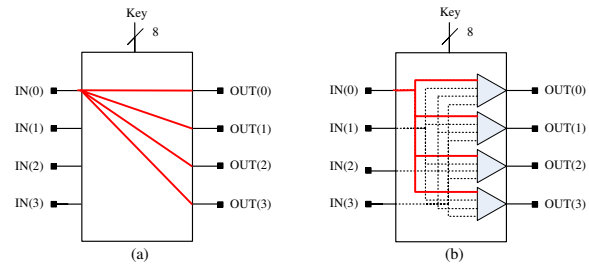 Key
8
IN(0)
IN(1)
IN(2)
IN(3)
OUT(0)
OUT(1)
OUT(2)
OUT(3)
(a)
Key
8
IN(0)
IN(1)
IN(2)
IN(3)
OUT(0)
OUT(1)
OUT(2)
OUT(3)
(b)